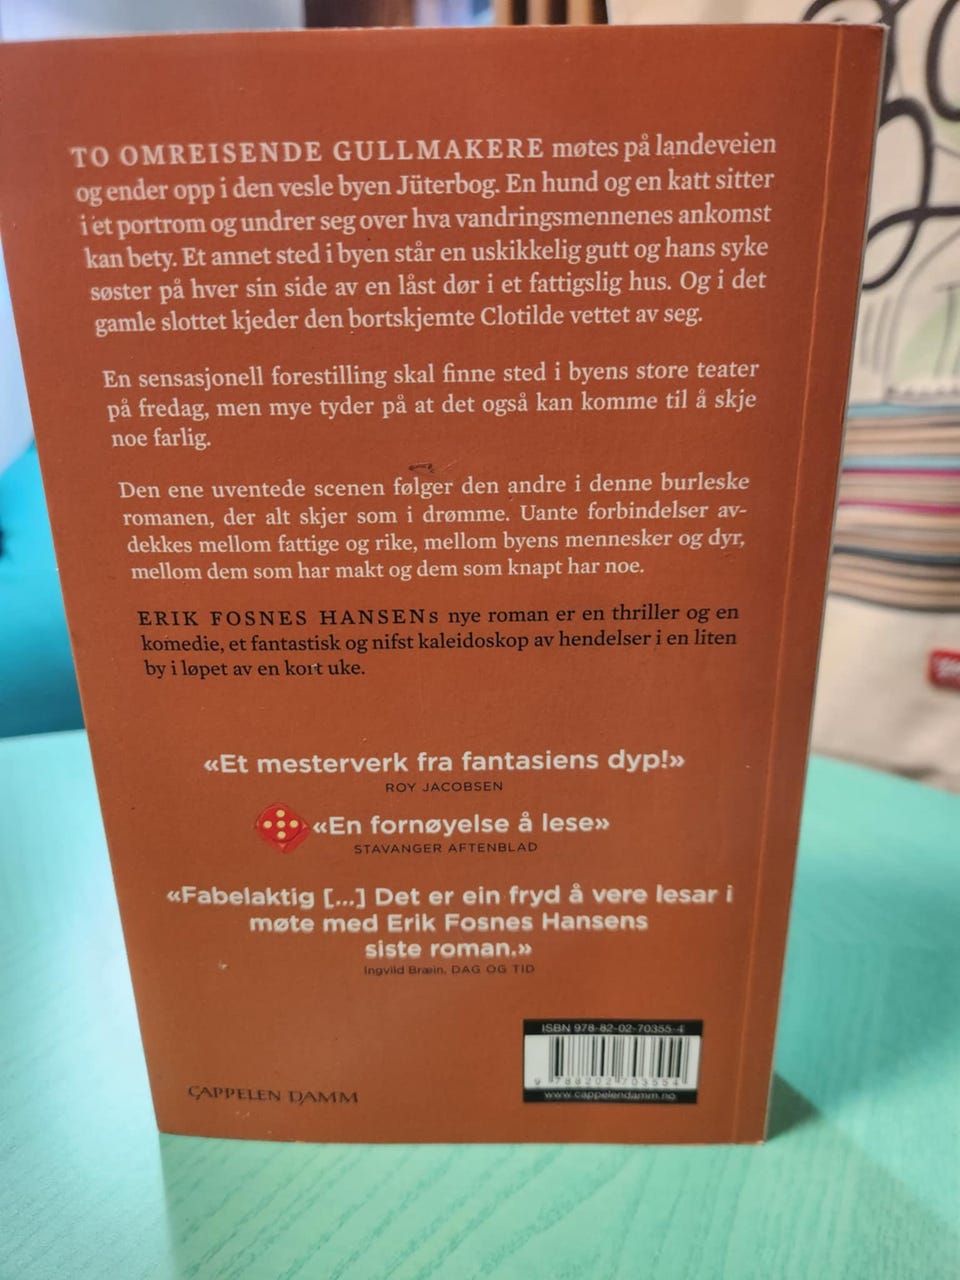 TO OMREISENDE GULLMAKERE møtes på landeveien
og ender opp i den vesle byen Jüterbog. En hund og en katt sitter
i et portrom og undrer seg over hva vandringsmennenes ankomst
kan bety. Et annet sted i byen står en uskikkelig gutt og hans syke
søster på hver sin side av en låst dør i et fattigslig hus. Og i det
gamle slottet kjeder den bortskjemte Clotilde vettet av seg.
En sensasjonell forestilling skal finne sted i byens store teater
på fredag, men mye tyder på at det også kan komme til å skje
noe farlig.
Den ene uventede scenen følger den andre i denne burleske
romanen, der alt skjer som i drømme. Uante forbindelser av-
dekkes mellom fattige og rike, mellom byens mennesker og dyr,
mellom dem som har makt og dem som knapt har noe.
ERIK FOSNES HANSENs nye roman er en thriller og en
komedie, et fantastisk og nifst kaleidoskop av hendelser i en liten
by i løpet av en kort uke.
«Et mesterverk fra fantasiens dyp!»
ROY JACOBSEN
«En fornøyelse å lese»
STAVANGER AFTENBLAD
«Fabelaktig [...] Det er ein fryd å vere lesar i
møte med Erik Fosnes Hansens
siste roman.»
Ingvild Bræin, DAG OG TID
ISBN 978-82-02-70355-4
9 788202 703554
www.cappelendamm.no
CAPPELEN DAMM